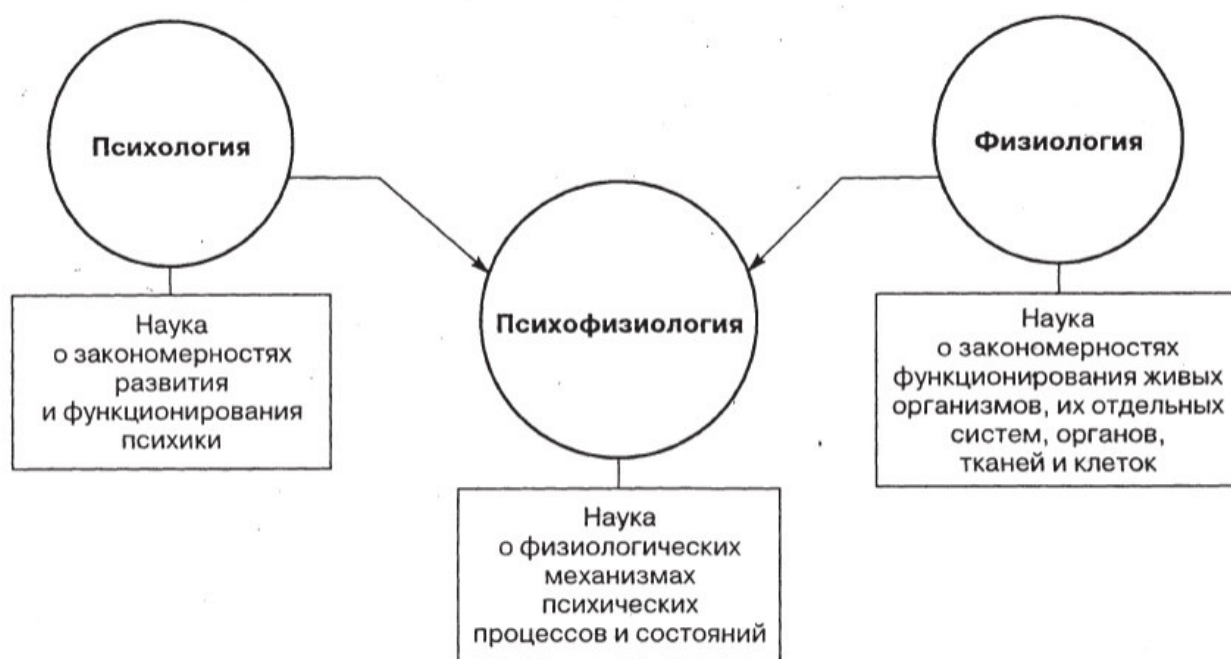 Психология
Физиология
Психофизиология
Наука
о закономерностях
развития
и функционирования
психики
Наука
о закономерностях
функционирования живых
организмов, их отдельных
систем, органов,
тканей и клеток
Наука
о физиологических
механизмах
психических
процессов и состояний